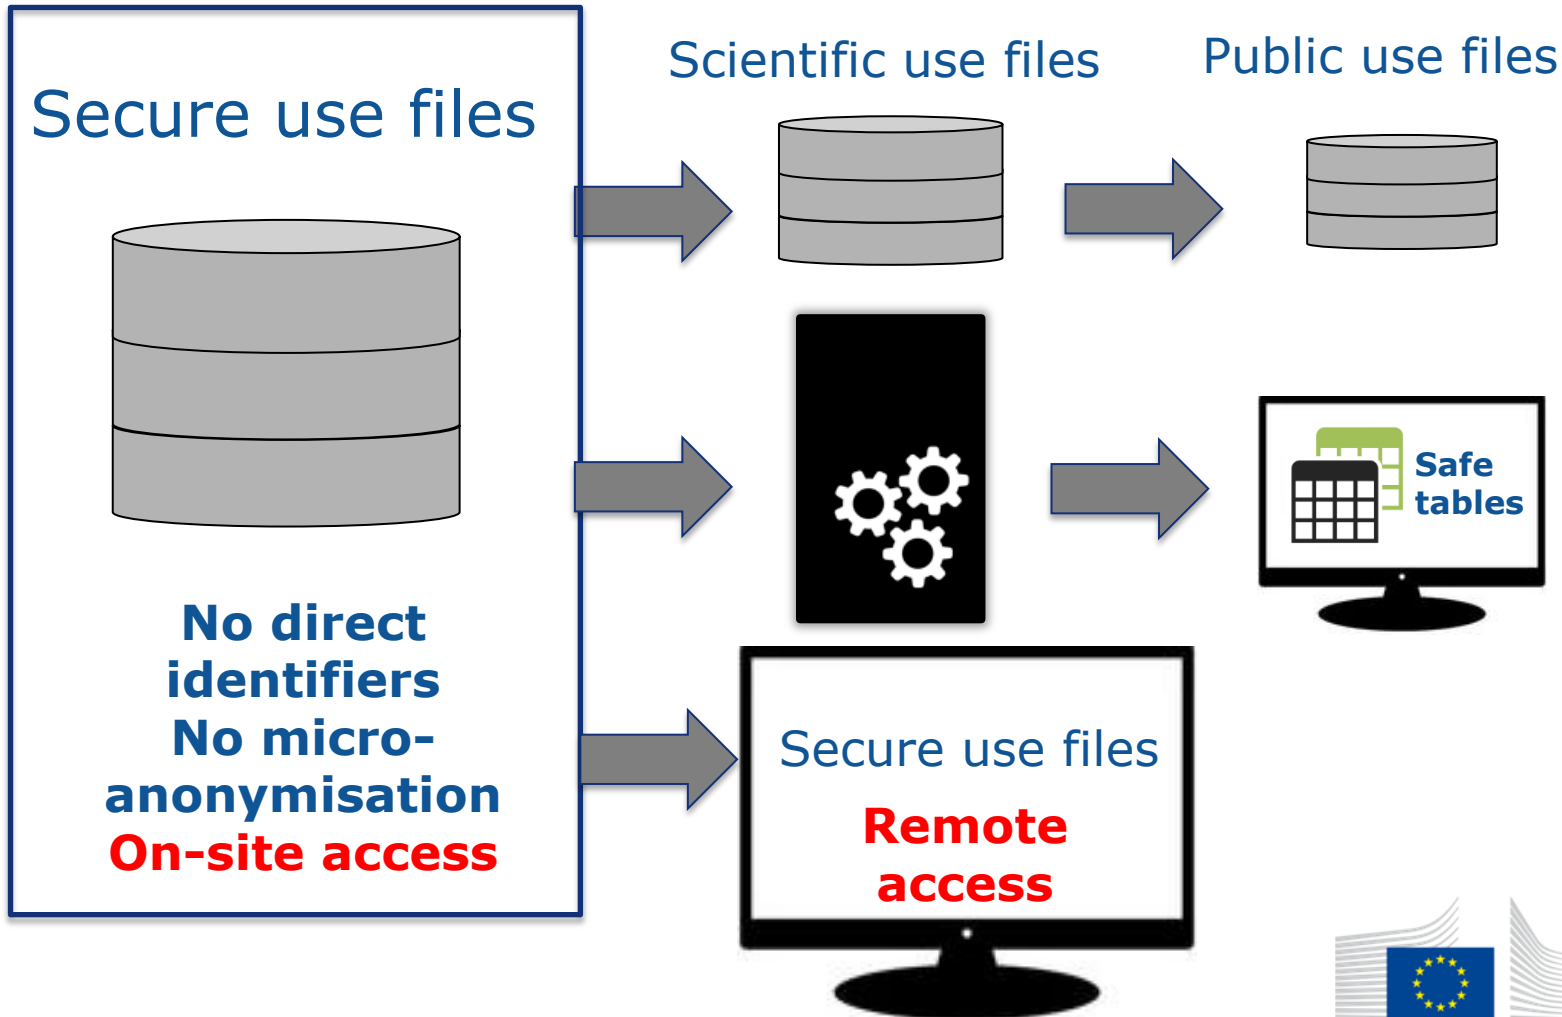 Secure use files
No direct
identifiers
No micro-
anonymisation
On-site access
Scientific use files
Public use files
Safe
tables
Secure use files
Remote
access